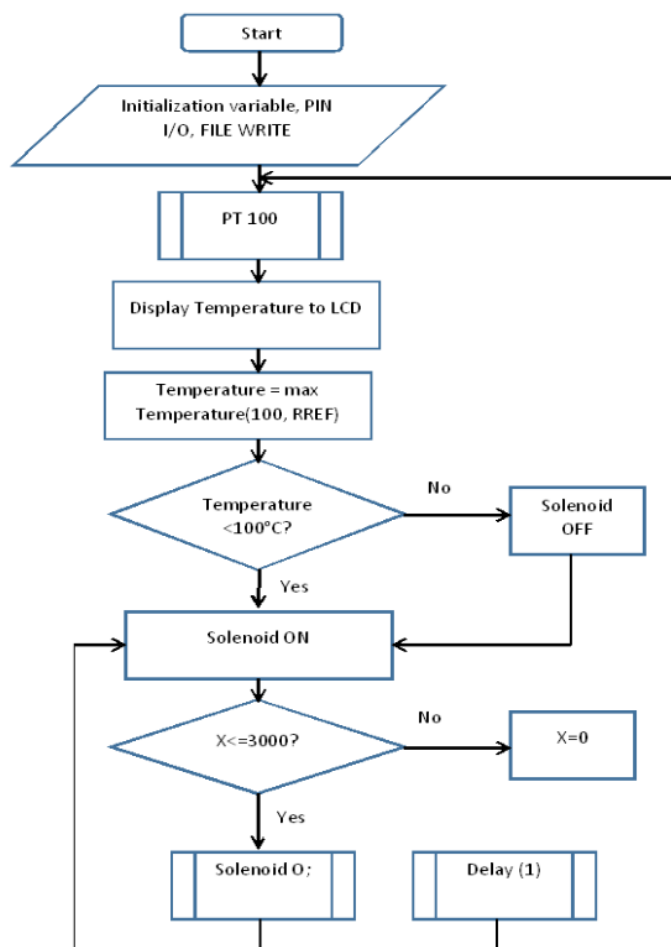 Start
Initialization variable, PIN
I/O, FILE WRITE
PT 100
Display Temperature to LCD
Temperature = max
Temperature(100, RREF)
Temperature
<100°C?
No
Solenoid
OFF
Yes
Solenoid ON
X<=3000?
No
X=0
Yes
Solenoid O;
Delay (1)